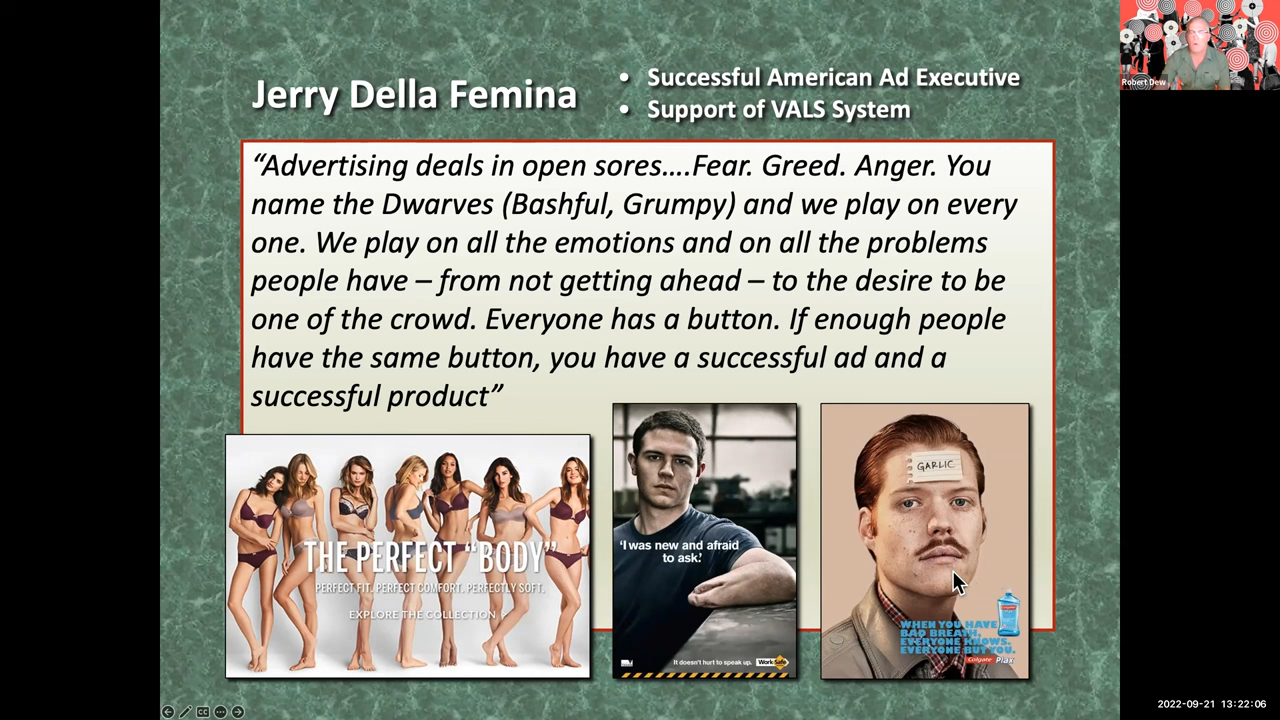 Robert Dew
Jerry Della Femina
• Successful American Ad Executive
• Support of VALS System
“Advertising deals in open sores….Fear. Greed. Anger. You
name the Dwarves (Bashful, Grumpy) and we play on every
one. We play on all the emotions and on all the problems
people have – from not getting ahead – to the desire to be
one of the crowd. Everyone has a button. If enough people
have the same button, you have a successful ad and a
successful product”
THE PERFECT “BODY”
PERFECT FIT. PERFECT COMFORT. PERFECTLY SOFT.
EXPLORE THE COLLECTION
‘I was new and afraid
to ask.’
It doesn't hurt to speak up.
WorkSafe
GARLIC
WHEN YOU HAVE
BAD BREATH,
EVERYONE KNOWS.
EVERYONE BUT YOU.
Colgate Plax
CC
2022-09-21 13:22:06